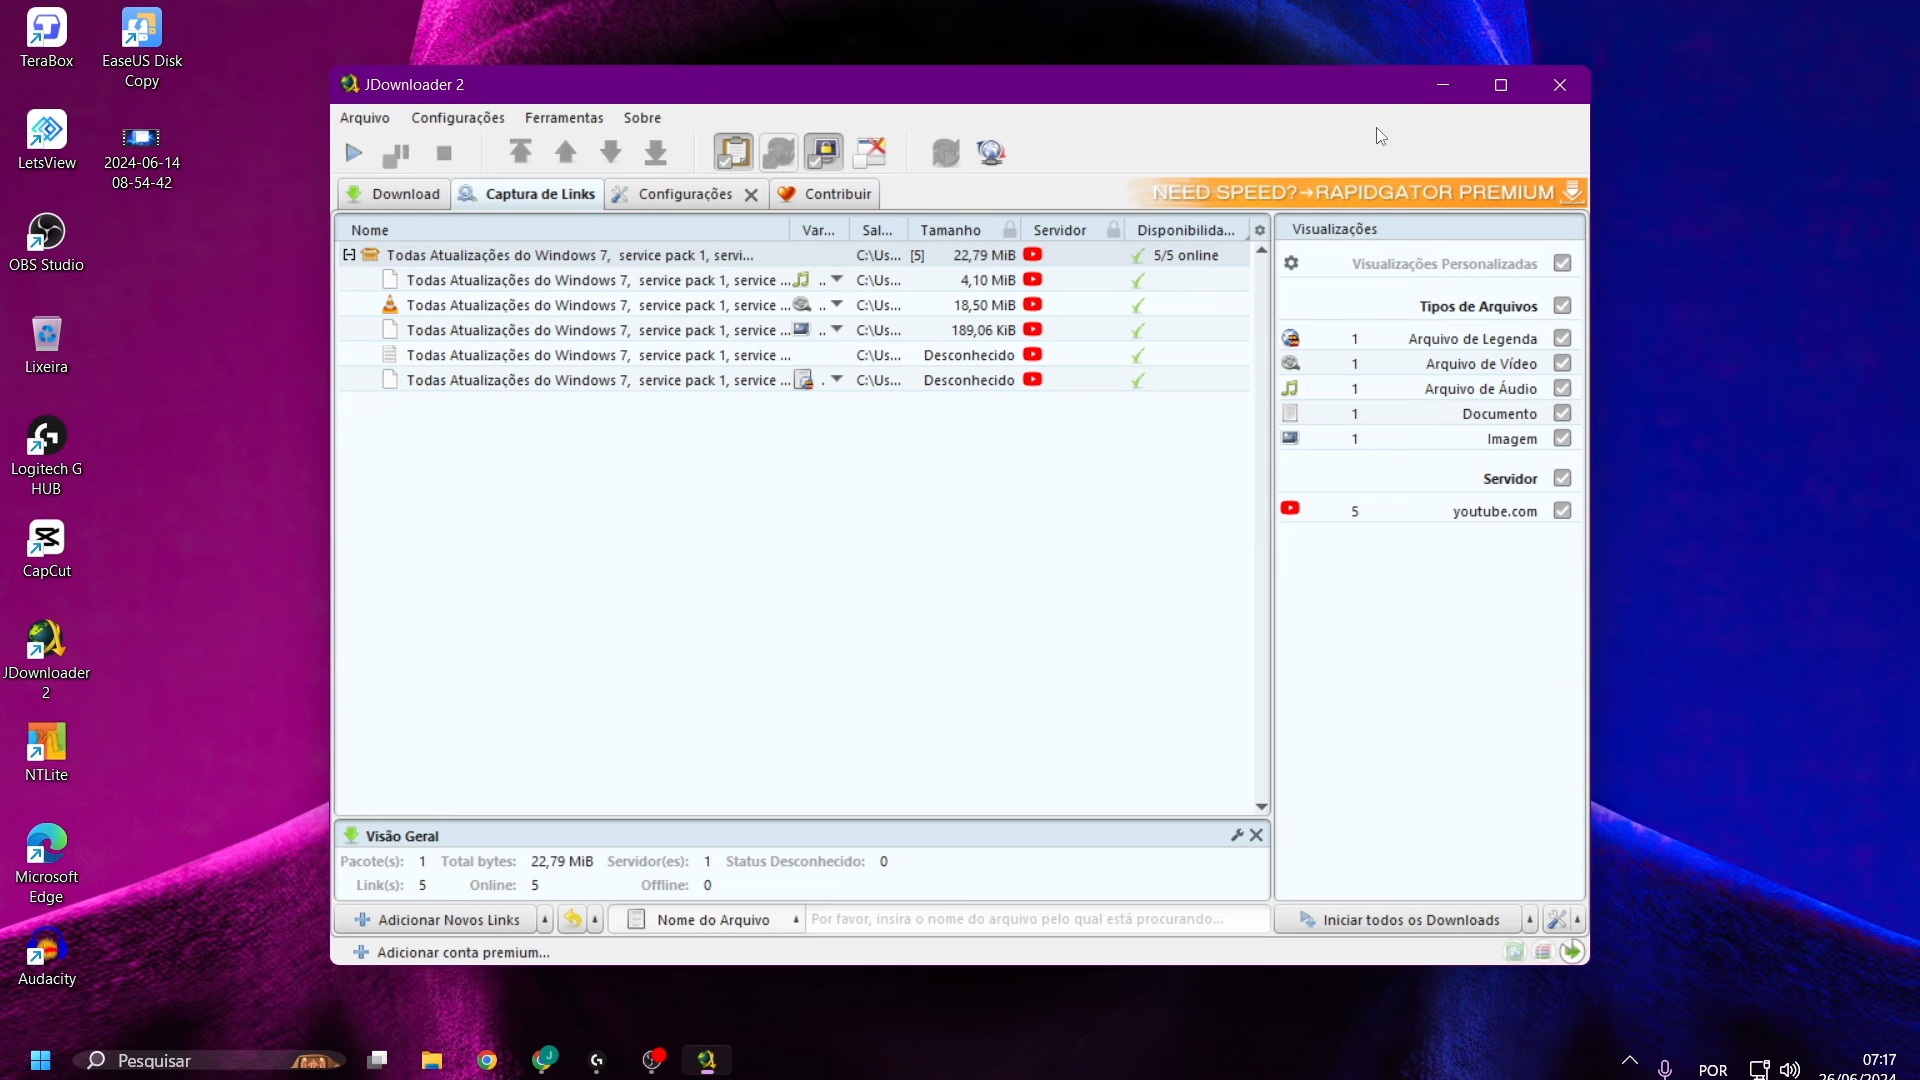 TeraBox
EaseUS Disk
Copy
LetsView
2024-06-14
08-54-42
OBS Studio
Lixeira
Logitech G
HUB
CapCut
JDownloader
2
NTLite
Microsoft
Edge
Audacity
JDownloader 2
Arquivo Configurações Ferramentas Sobre
Download Captura de Links Configurações Contribuir
NEED SPEED?→RAPIDGATOR PREMIUM
Nome Var... Sal... Tamanho Servidor Disponibilida...
Todas Atualizações do Windows 7, service pack 1, servi... C:\Us... [5] 22,79 MiB 5/5 online
Todas Atualizações do Windows 7, service pack 1, service ... .. C:\Us... 4,10 MiB
Todas Atualizações do Windows 7, service pack 1, service ... .. C:\Us... 18,50 MiB
Todas Atualizações do Windows 7, service pack 1, service ... .. C:\Us... 189,06 KiB
Todas Atualizações do Windows 7, service pack 1, service ... C:\Us... Desconhecido
Todas Atualizações do Windows 7, service pack 1, service ... . C:\Us... Desconhecido
Visualizações
Visualizações Personalizadas
Tipos de Arquivos
1 Arquivo de Legenda
1 Arquivo de Vídeo
1 Arquivo de Áudio
1 Documento
1 Imagem
Servidor
5 youtube.com
Visão Geral
Pacote(s): 1 Total bytes: 22,79 MiB Servidor(es): 1 Status Desconhecido: 0
Link(s): 5 Online: 5 Offline: 0
Adicionar Novos Links Nome do Arquivo Por favor, insira o nome do arquivo pelo qual está procurando... Iniciar todos os Downloads
Adicionar conta premium...
Pesquisar
J
POR
07:17
26/06/2024